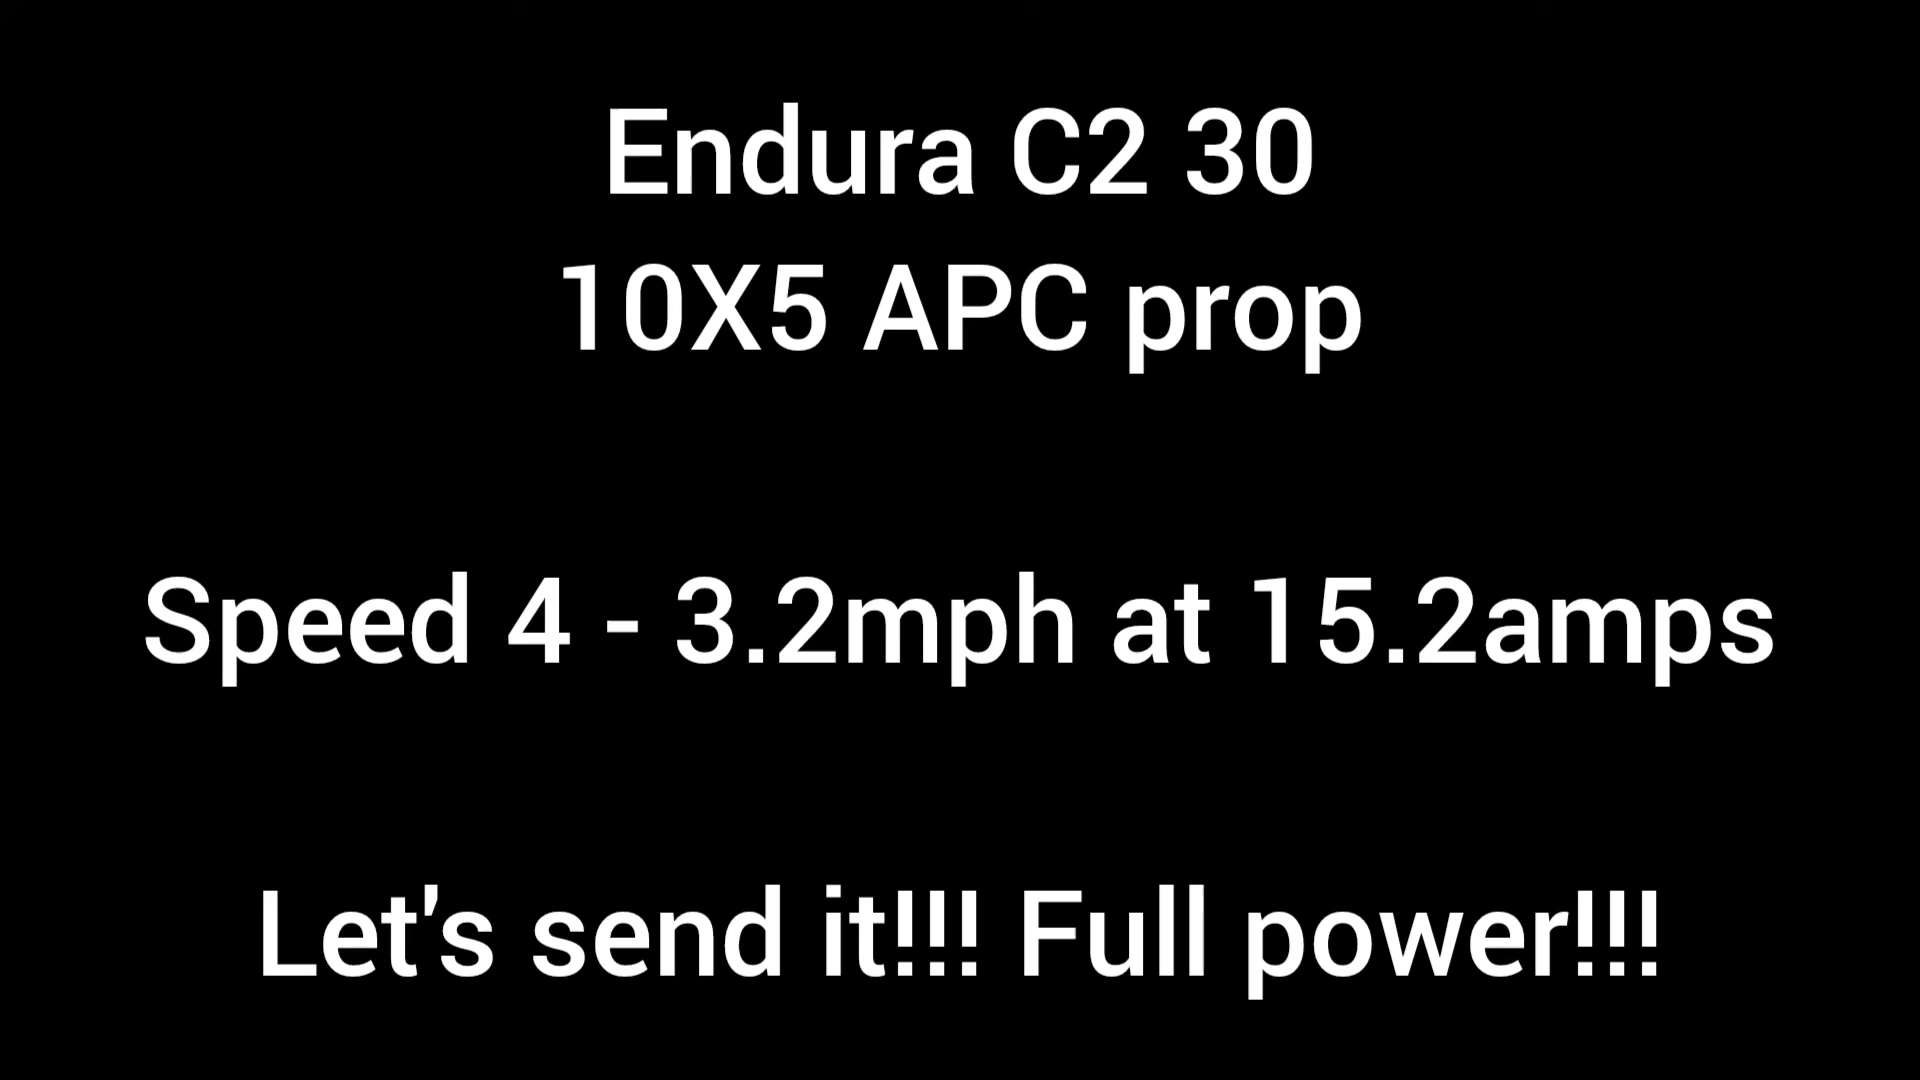 Endura C2 30
10X5 APC prop
Speed 4 - 3.2mph at 15.2amps
Let's send it!!! Full power!!!